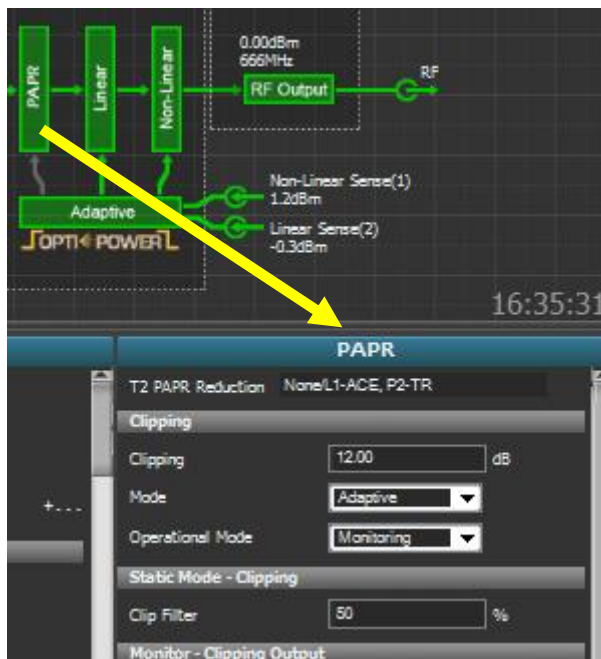 0.00dBm
666MHz
RF
PAPR
Linear
Non-Linear
RF Output
Non-Linear Sense(1)
1.2dBm
Adaptive
Linear Sense(2)
-0.3dBm
OPTI POWER
16:35:31
PAPR
T2 PAPR Reduction None/L1-ACE, P2-TR
Clipping
Clipping 12.00 dB
+...
Mode Adaptive
Operational Mode Monitoring
Static Mode - Clipping
Clip Filter 50 %
Monitor - Clipping Output